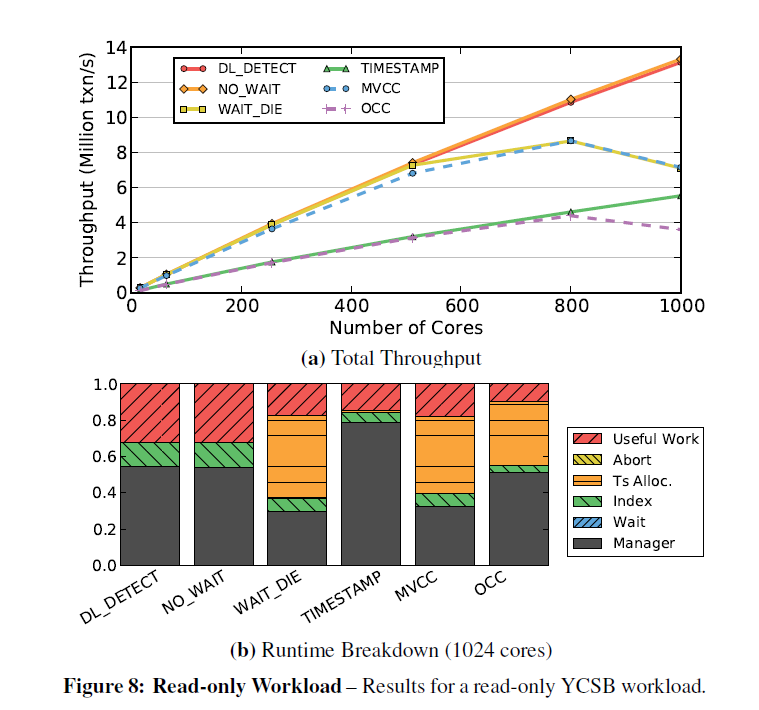 14
12
10
8
6
4
2
0
Throughput (Million txn/s)
DL_DETECT
NO_WAIT
WAIT_DIE
TIMESTAMP
MVCC
OCC
0 200 400 600 800 1000
Number of Cores
(a) Total Throughput
1.0
0.8
0.6
0.4
0.2
0.0
DL_DETECT
NO_WAIT
WAIT_DIE
TIMESTAMP
MVCC
OCC
Useful Work
Abort
Ts Alloc.
Index
Wait
Manager
(b) Runtime Breakdown (1024 cores)
Figure 8: Read-only Workload – Results for a read-only YCSB workload.